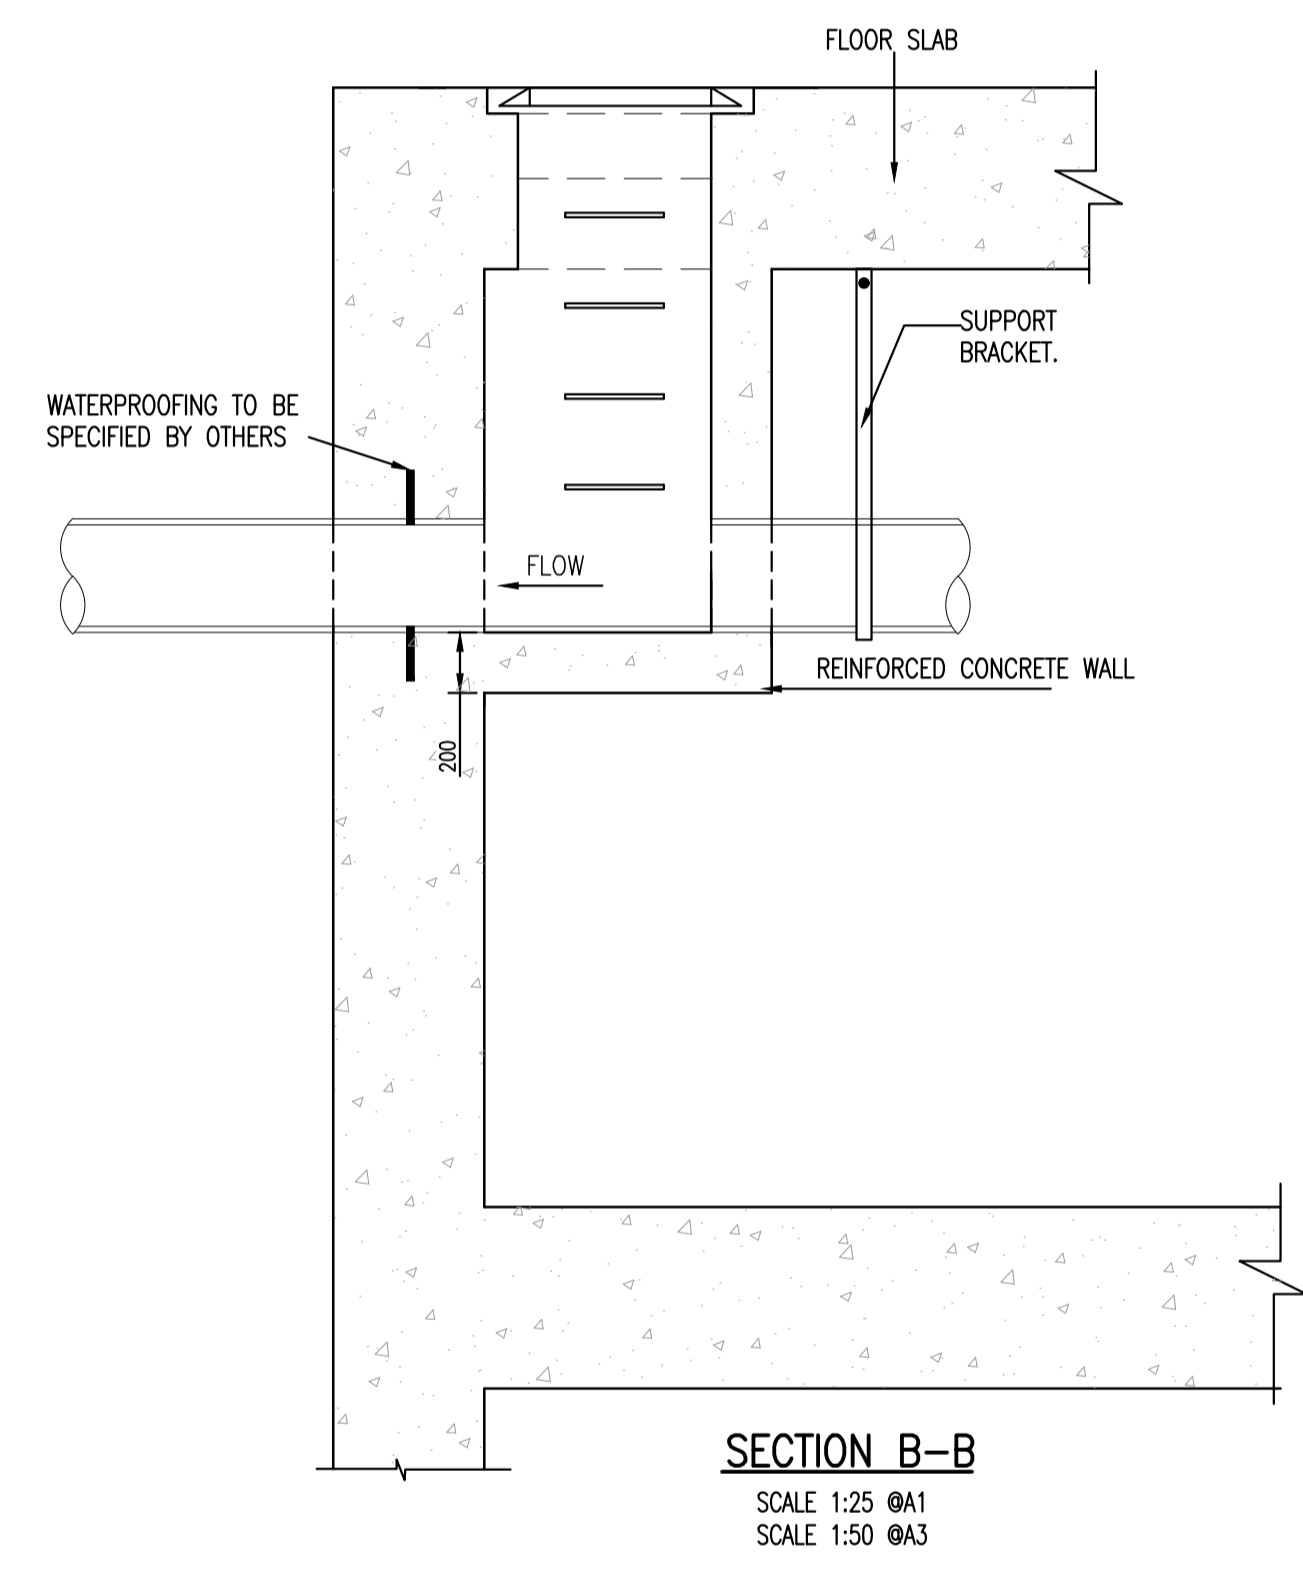 FLOOR SLAB
SUPPORT
BRACKET.
WATERPROOFING TO BE
SPECIFIED BY OTHERS
FLOW
REINFORCED CONCRETE WALL
200
SECTION B-B
SCALE 1:25 @A1
SCALE 1:50 @A3